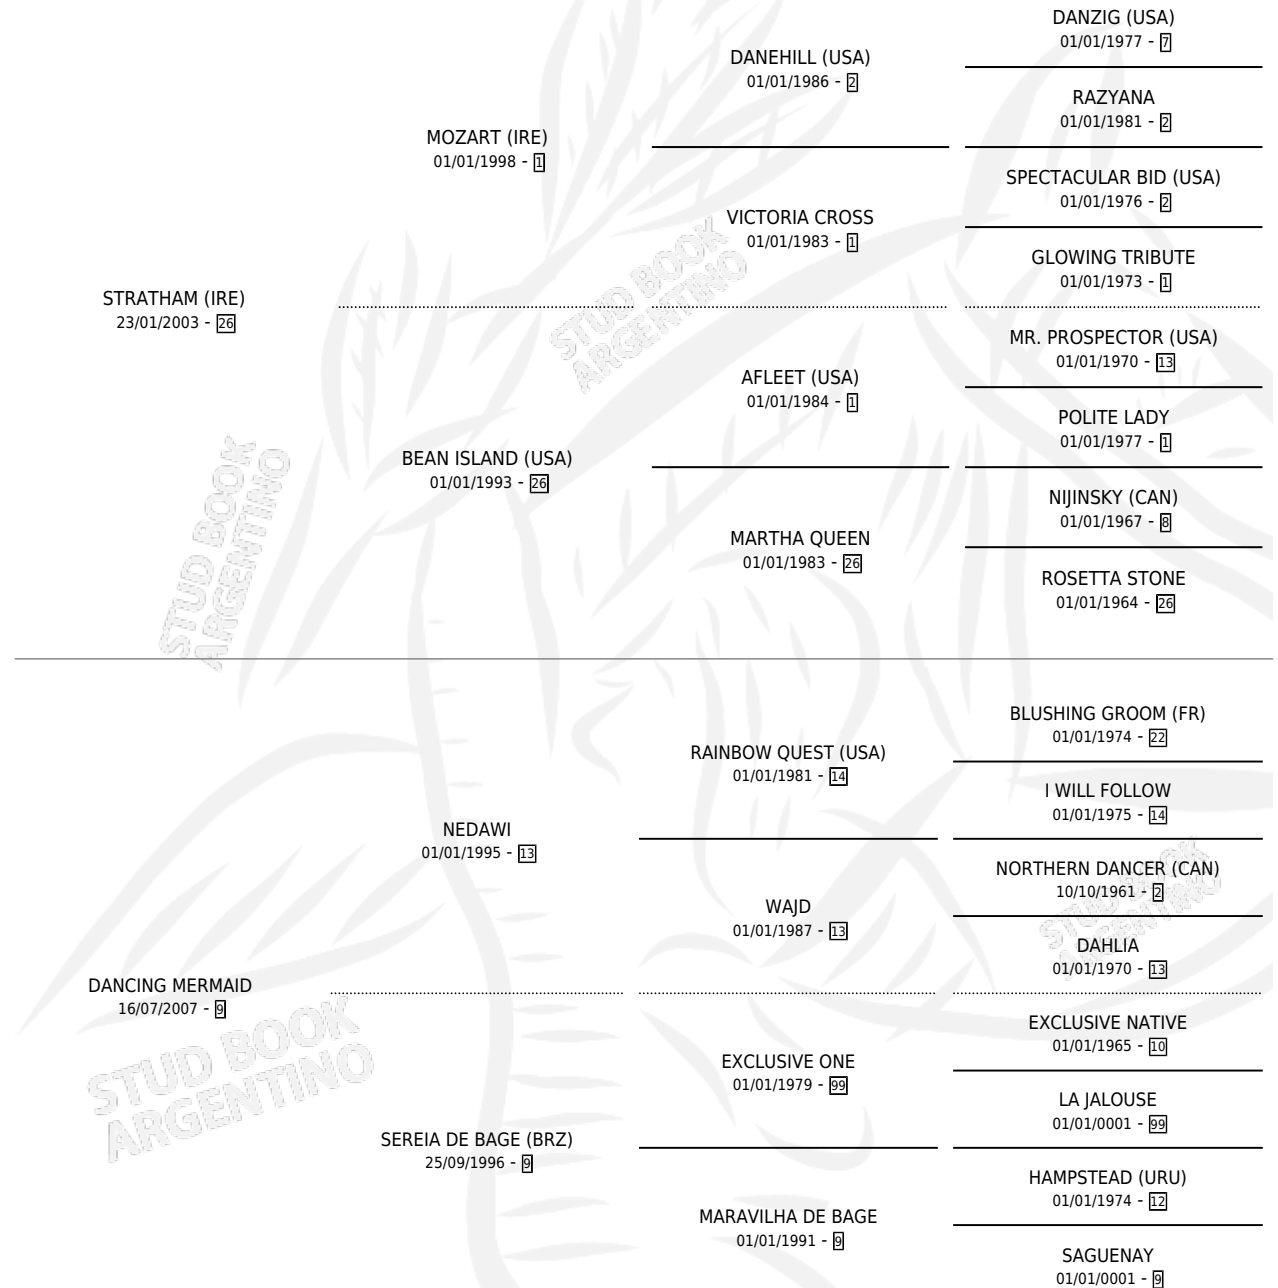 DANZIG (USA)
01/01/1977 - 7
DANEHILL (USA)
01/01/1986 - 2
RAZYANA
01/01/1981 - 2
MOZART (IRE)
01/01/1998 - 1
SPECTACULAR BID (USA)
01/01/1976 - 2
VICTORIA CROSS
01/01/1983 - 1
GLOWING TRIBUTE
01/01/1973 - 1
STRATHAM (IRE)
23/01/2003 - 26
MR. PROSPECTOR (USA)
01/01/1970 - 13
AFLEET (USA)
01/01/1984 - 1
POLITE LADY
01/01/1977 - 1
BEAN ISLAND (USA)
01/01/1993 - 26
NIJINSKY (CAN)
01/01/1967 - 8
MARTHA QUEEN
01/01/1983 - 26
ROSETTA STONE
01/01/1964 - 26
BLUSHING GROOM (FR)
01/01/1974 - 22
RAINBOW QUEST (USA)
01/01/1981 - 14
I WILL FOLLOW
01/01/1975 - 14
NEDAWI
01/01/1995 - 13
NORTHERN DANCER (CAN)
10/10/1961 - 2
WAJD
01/01/1987 - 13
DAHLIA
01/01/1970 - 13
DANCING MERMAID
16/07/2007 - 9
EXCLUSIVE NATIVE
01/01/1965 - 10
EXCLUSIVE ONE
01/01/1979 - 99
LA JALOUSE
01/01/0001 - 99
SEREIA DE BAGE (BRZ)
25/09/1996 - 9
HAMPSTEAD (URU)
01/01/1974 - 12
MARAVILHA DE BAGE
01/01/1991 - 9
SAGUENAY
01/01/0001 - 9
STUD BOOK
ARGENTINO
STUD BOOK
ARGENTINO
STUD BOOK
ARGENTINO
STUD BOOK
ARGENTINO